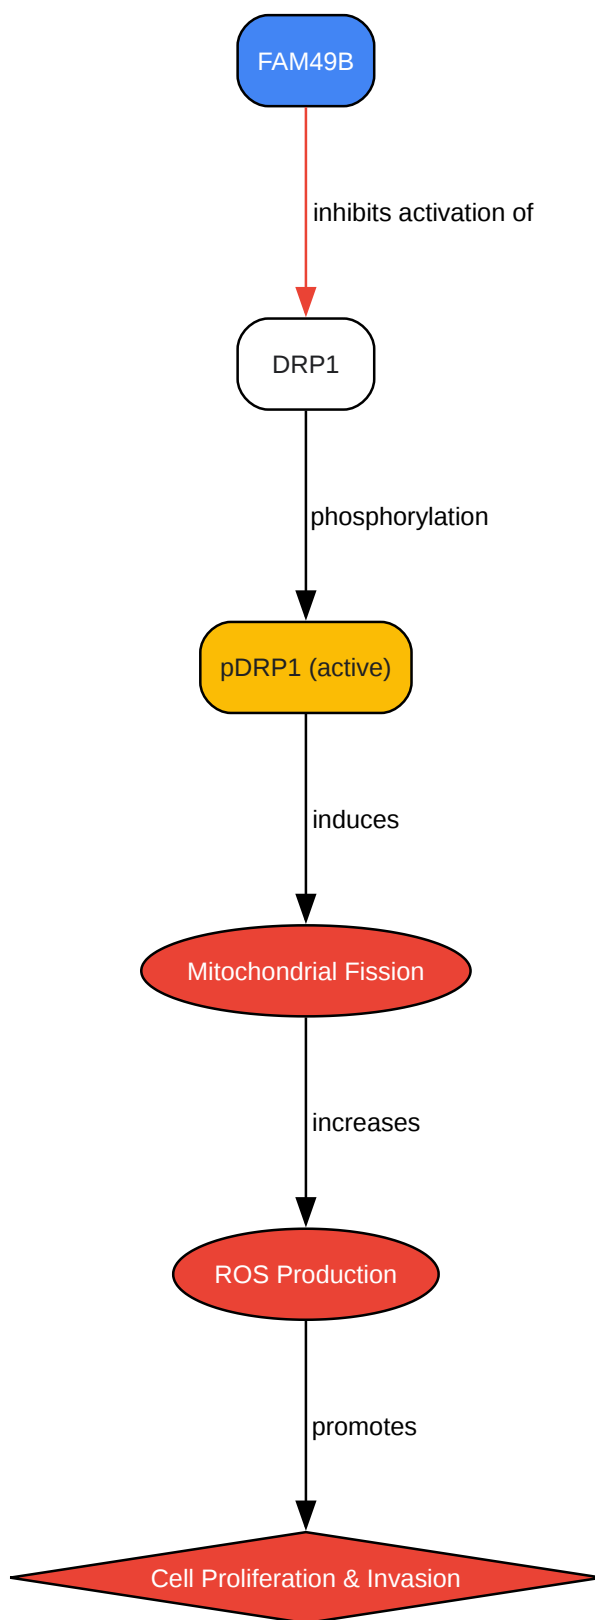 FAM49B
inhibits activation of
DRP1
phosphorylation
pDRP1 (active)
induces
Mitochondrial Fission
increases
ROS Production
promotes
Cell Proliferation & Invasion